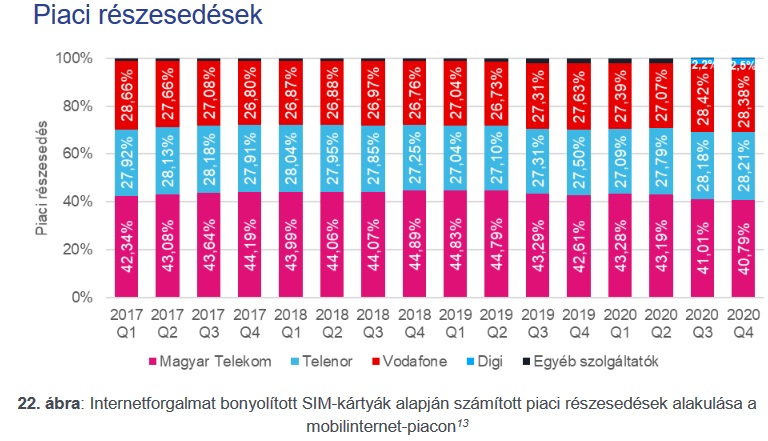 Piaci részesedések
100%
80%
60%
40%
20%
0%
Piaci részesedés
28,86% 27,86% 27,08% 26,80% 26,87% 26,88% 26,97% 26,76% 27,04% 26,73% 27,31% 27,63% 27,39% 27,07% 28,42% 28,38%
2,2% 2,5%
27,92% 28,13% 28,18% 27,91% 28,04% 27,95% 27,85% 27,25% 27,04% 27,10% 27,31% 27,50% 27,09% 27,79% 28,18% 28,21%
42,34% 43,08% 43,64% 44,19% 43,99% 44,06% 44,07% 44,89% 44,83% 44,79% 43,29% 42,61% 43,28% 43,19% 41,01% 40,79%
2017 2017 2017 2017 2018 2018 2018 2018 2019 2019 2019 2019 2020 2020 2020 2020
Q1 Q2 Q3 Q4 Q1 Q2 Q3 Q4 Q1 Q2 Q3 Q4 Q1 Q2 Q3 Q4
Magyar Telekom Telenor Vodafone Digi Egyéb szolgáltatók
22. ábra: Internetforgalmat bonyolított SIM-kártyák alapján számított piaci részesedések alakulása a
mobilinternet-piacon13